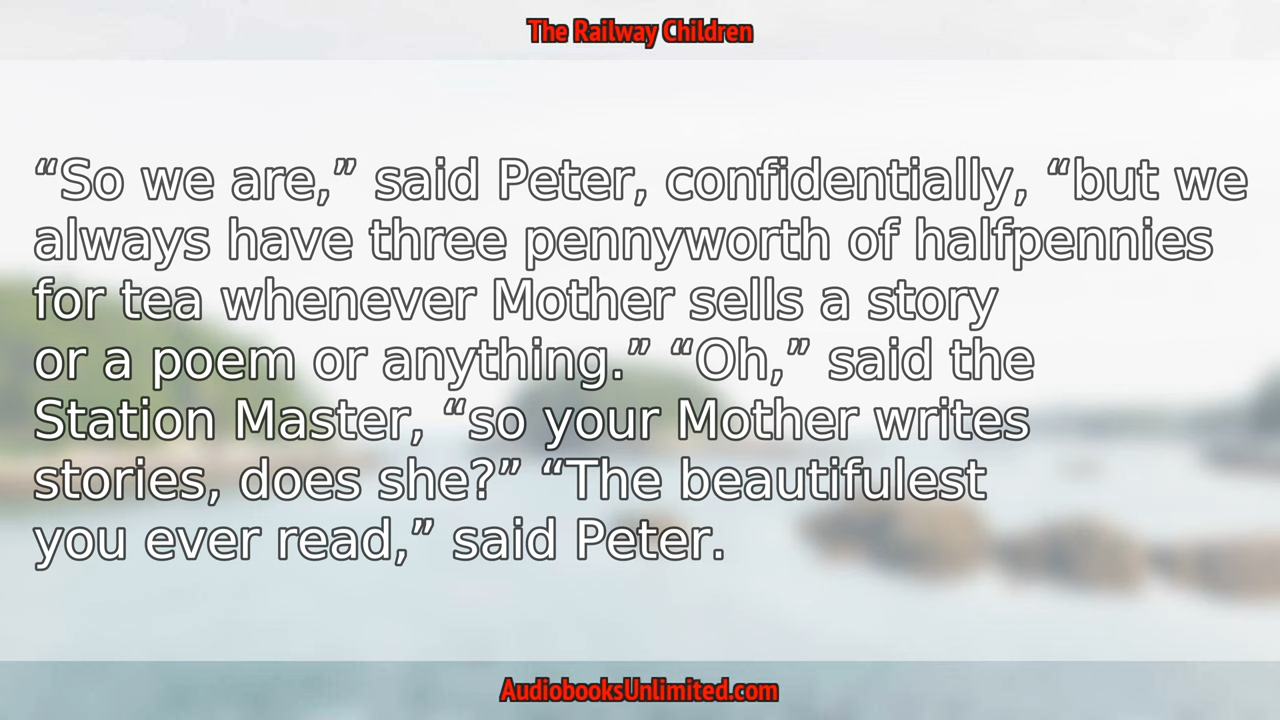 The Railway Children
“So we are,” said Peter, confidentially, “but we
always have three pennyworth of halfpennies
for tea whenever Mother sells a story
or a poem or anything.” “Oh,” said the
Station Master, “so your Mother writes
stories, does she?” “The beautifulest
you ever read,” said Peter.
AudiobooksUnlimited.com